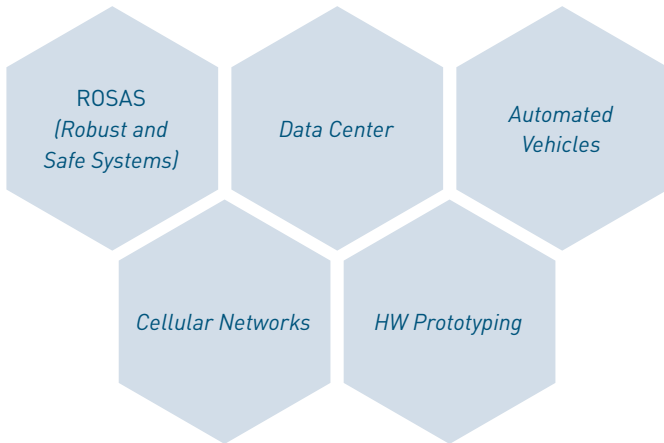 ROSAS
(Robust and
Safe Systems)
Data Center
Automated
Vehicles
Cellular Networks
HW Prototyping